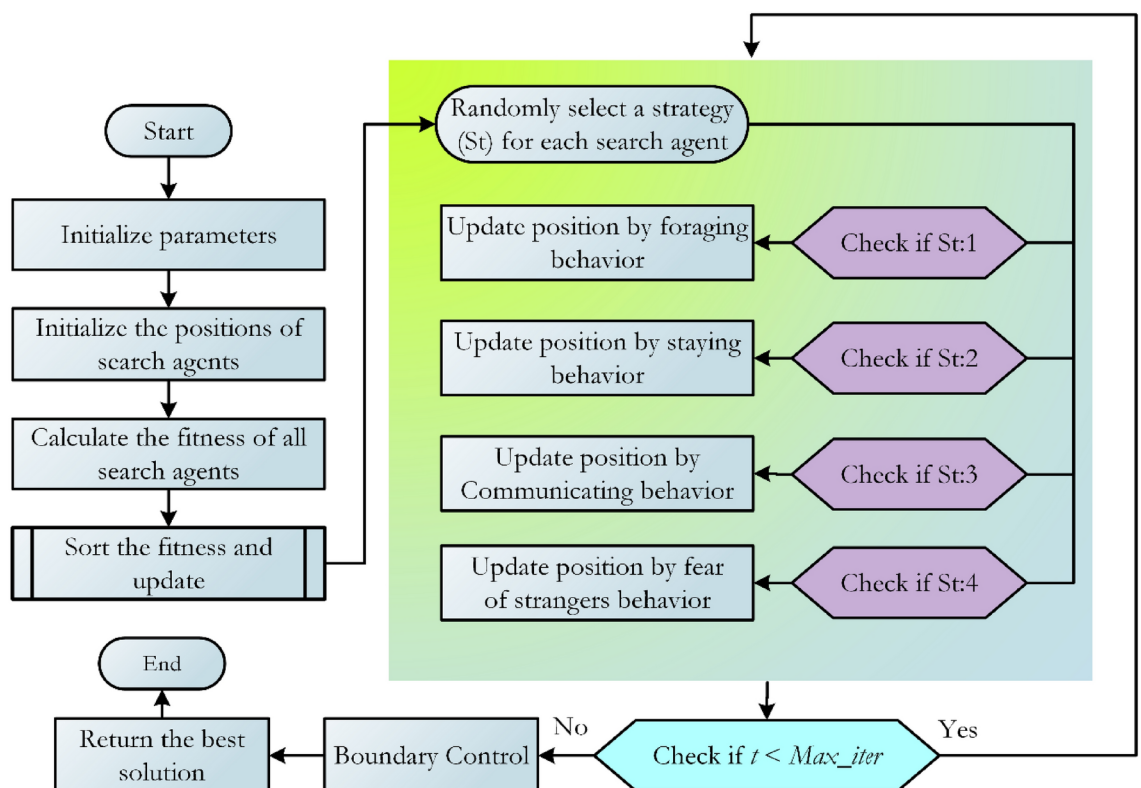 Start
Initialize parameters
Initialize the positions of
search agents
Calculate the fitness of all
search agents
Sort the fitness and
update
Randomly select a strategy
(St) for each search agent
Update position by foraging
behavior
Check if St:1
Update position by staying
behavior
Check if St:2
Update position by
Communicating behavior
Check if St:3
Update position by fear
of strangers behavior
Check if St:4
Check if t < Max_iter
Yes
No
Boundary Control
Return the best
solution
End